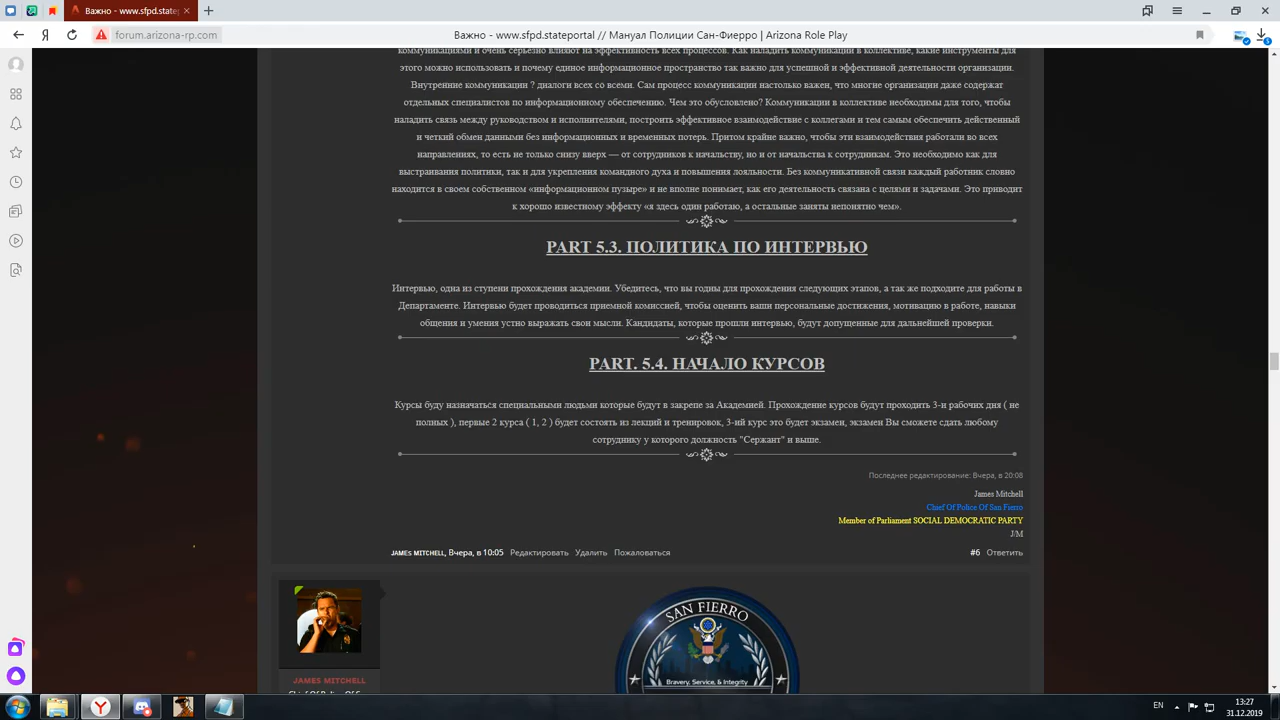 Важно - www.sfpd.statep
forum.arizona-rp.com
Важно - www.sfpd.stateportal // Мануал Полиции Сан-Фиерро | Arizona Role Play
коммуникациями и очень серьезно влияют на эффективность всех процессов. Как наладить коммуникации в коллективе, какие инструменты для
этого можно использовать и почему единое информационное пространство так важно для успешной и эффективной деятельности организации.
Внутренние коммуникации ? диалоги всех со всеми. Сам процесс коммуникации настолько важен, что многие организации даже содержат
отдельных специалистов по информационному обеспечению. Чем это обусловлено? Коммуникации в коллективе необходимы для того, чтобы
наладить связь между руководством и исполнителями, построить эффективное взаимодействие с коллегами и тем самым обеспечить действенный
и четкий обмен данными без информационных и временных потерь. Притом крайне важно, чтобы эти взаимодействия работали во всех
направлениях, то есть не только снизу вверх — от сотрудников к начальству, но и от начальства к сотрудникам. Это необходимо как для
выстраивания политики, так и для укрепления командного духа и повышения лояльности. Без коммуникативной связи каждый работник словно
находится в своем собственном «информационном пузыре» и не вполне понимает, как его деятельность связана с целями и задачами. Это приводит
к хорошо известному эффекту «я здесь один работаю, а остальные заняты непонятно чем».
PART 5.3. ПОЛИТИКА ПО ИНТЕРВЬЮ
Интервью, одна из ступени прохождения академии. Убедитесь, что вы годны для прохождения следующих этапов, а так же подходите для работы в
Департаменте. Интервью будет проводиться приемной комиссией, чтобы оценить ваши персональные достижения, мотивацию в работе, навыки
общения и умения устно выражать свои мысли. Кандидаты, которые прошли интервью, будут допущенные для дальнейшей проверки.
PART. 5.4. НАЧАЛО КУРСОВ
Курсы буду назначаться специальными людьми которые будут в закрепе за Академией. Прохождение курсов будут проходить 3-и рабочих дня ( не
полных ), первые 2 курса ( 1, 2 ) будет состоять из лекций и тренировок, 3-ий курс это будет экзамен, экзамен Вы сможете сдать любому
сотруднику у которого должность "Сержант" и выше.
Последнее редактирование: Вчера, в 20:08
James Mitchell
Chief Of Police Of San Fierro
Member of Parliament SOCIAL DEMOCRATIC PARTY
J/M
JAMES MITCHELL, Вчера, в 10:05 Редактировать Удалить Пожаловаться #6 Ответить
SAN FIERRO
Bravery, Service, & Integrity
JAMES MITCHELL
EN
13:27
31.12.2019